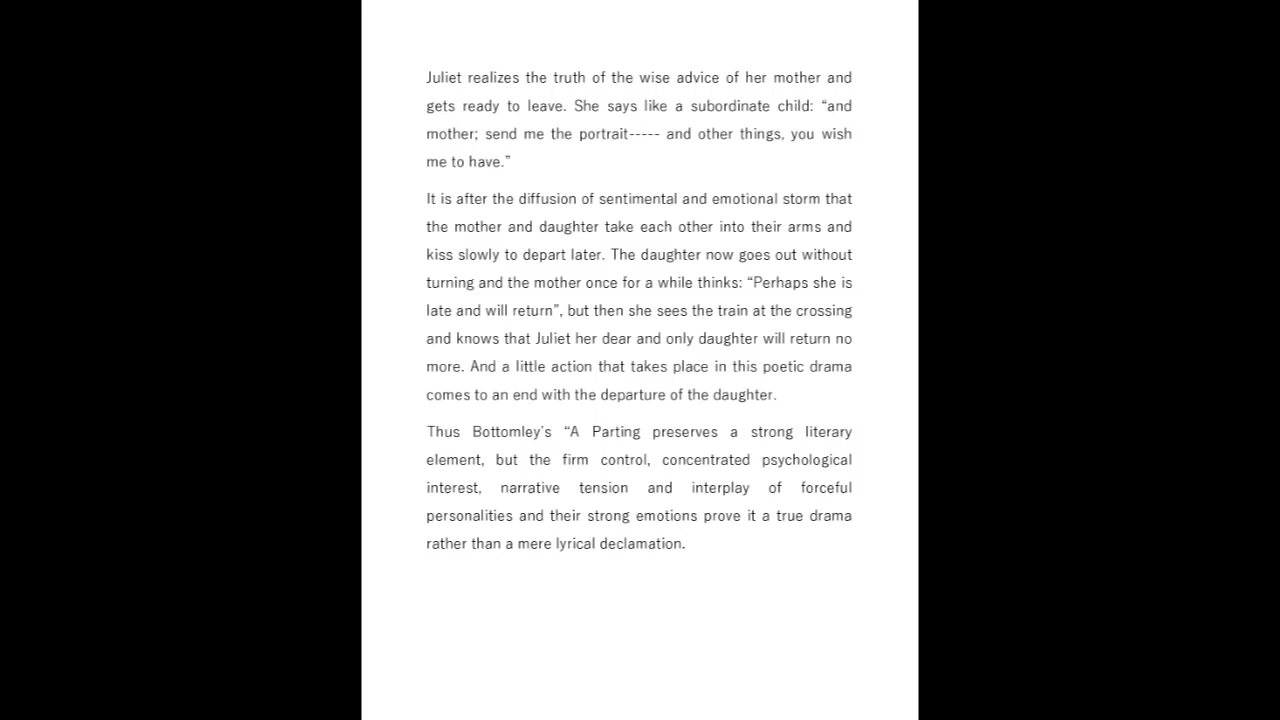 Juliet realizes the truth of the wise advice of her mother and
gets ready to leave. She says like a subordinate child: “and
mother; send me the portrait----- and other things, you wish
me to have.”
It is after the diffusion of sentimental and emotional storm that
the mother and daughter take each other into their arms and
kiss slowly to depart later. The daughter now goes out without
turning and the mother once for a while thinks: “Perhaps she is
late and will return”, but then she sees the train at the crossing
and knows that Juliet her dear and only daughter will return no
more. And a little action that takes place in this poetic drama
comes to an end with the departure of the daughter.
Thus Bottomley’s “A Parting preserves a strong literary
element, but the firm control, concentrated psychological
interest, narrative tension and interplay of forceful
personalities and their strong emotions prove it a true drama
rather than a mere lyrical declamation.